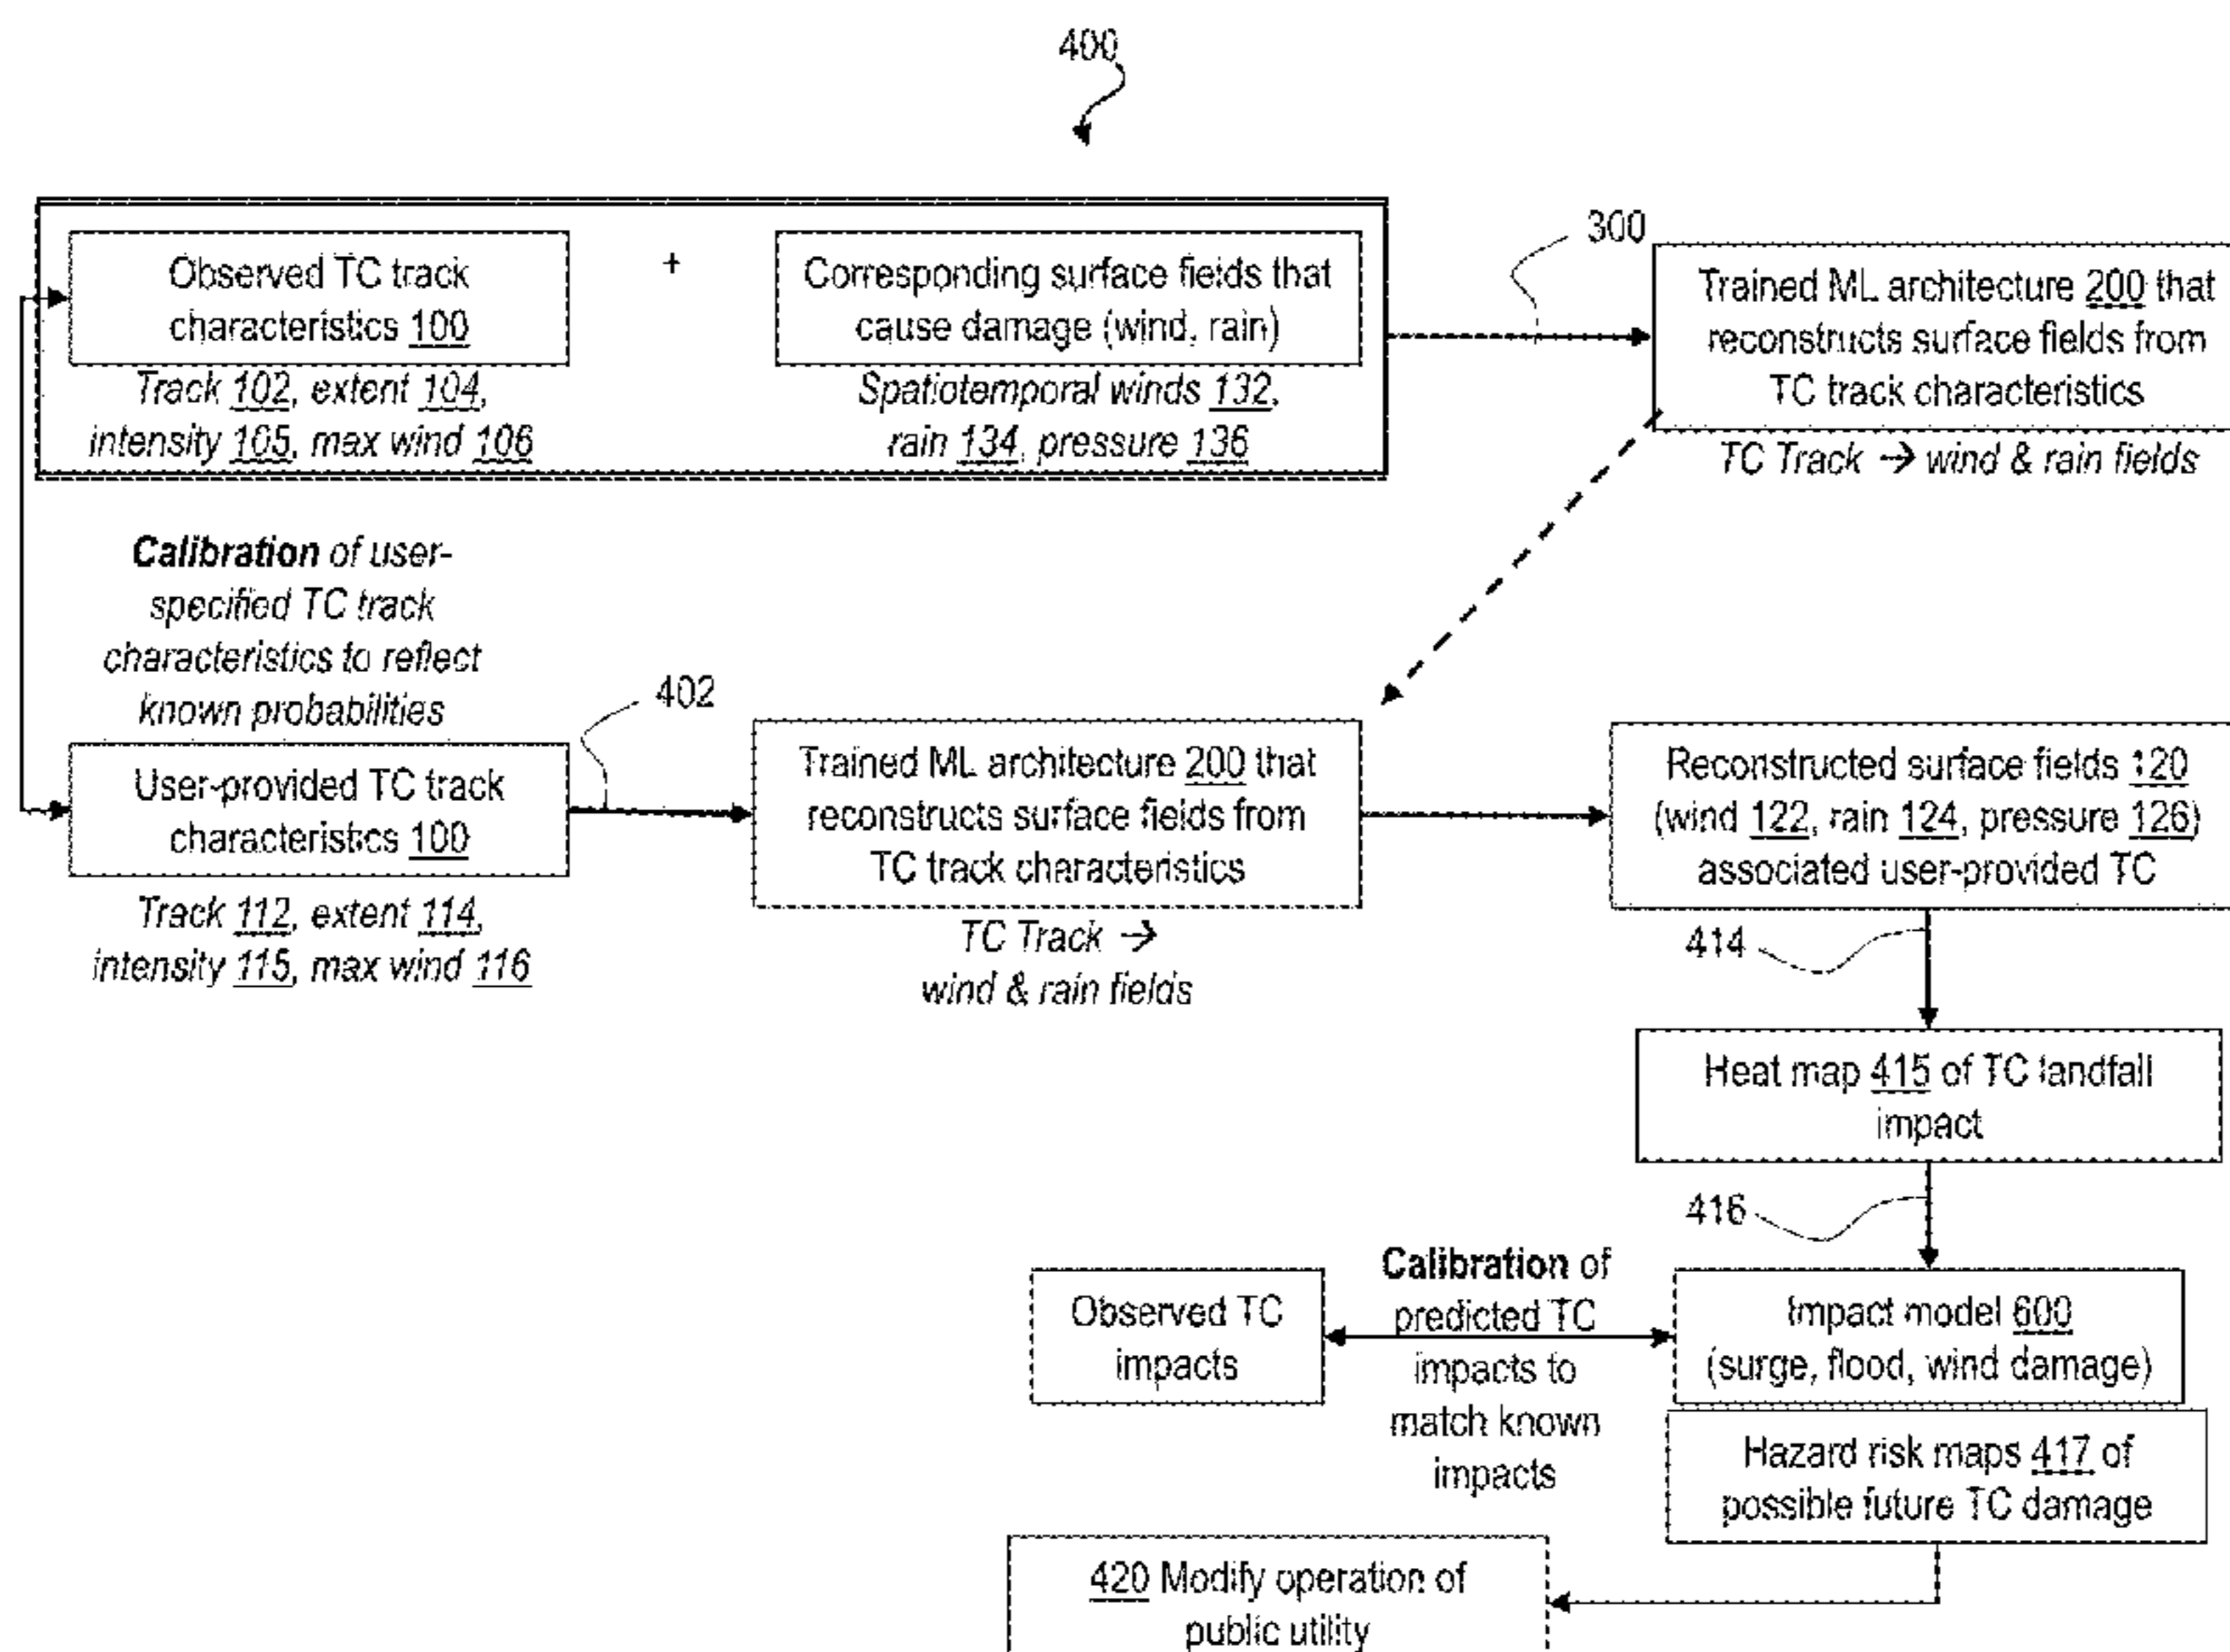 400
Observed TC track
characteristics 100
+
Corresponding surface fields that
cause damage (wind, rain)
Track 102, extent 104,
intensity 105, max wind 106
Spatiotemporal winds 132,
rain 134, pressure 136
300
Trained ML architecture 200 that
reconstructs surface fields from
TC track characteristics
TC Track → wind & rain fields
Calibration of user-
specified TC track
characteristics to reflect
known probabilities
User-provided TC track
characteristics 100
Track 112, extent 114,
intensity 115, max wind 116
402
Trained ML architecture 200 that
reconstructs surface fields from
TC track characteristics
TC Track →
wind & rain fields
Reconstructed surface fields 120
(wind 122, rain 124, pressure 126)
associated user-provided TC
414
Heat map 415 of TC landfall
impact
416
Observed TC
impacts
Calibration of
predicted TC
impacts to
match known
impacts
Impact model 600
(surge, flood, wind damage)
Hazard risk maps 417 of
possible future TC damage
420 Modify operation of
public utility